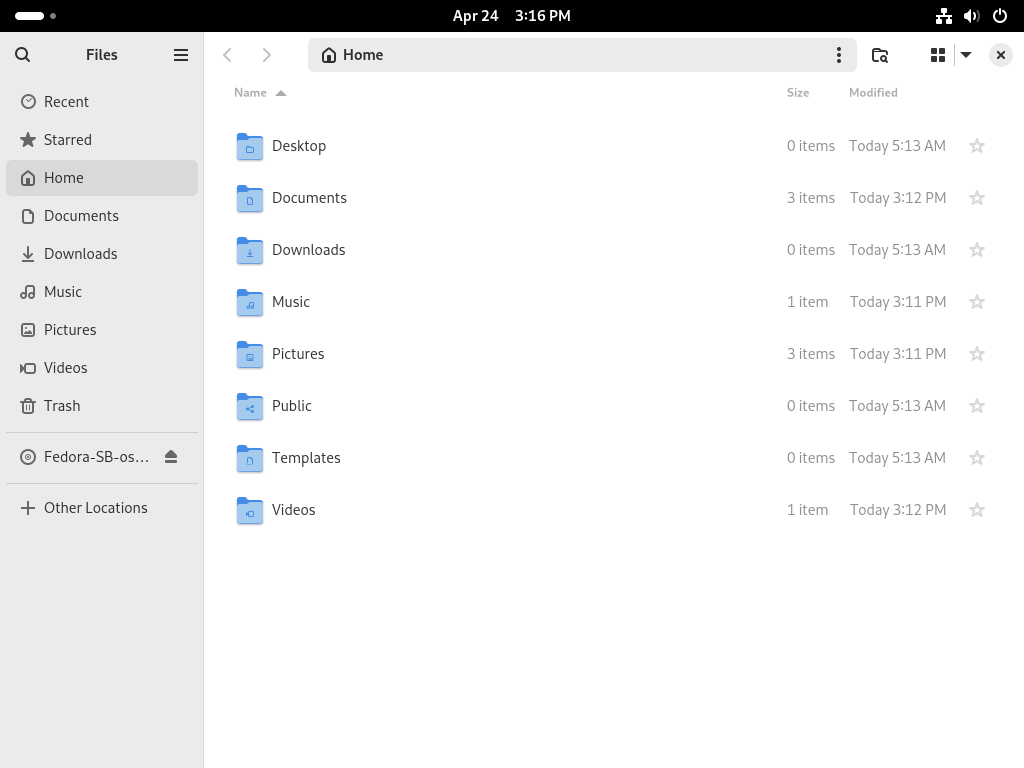 Apr 24 3:16 PM
Files
Home
Recent
Starred
Home
Documents
Downloads
Music
Pictures
Videos
Trash
Fedora-SB-os…
Other Locations
Name Size Modified
Desktop 0 items Today 5:13 AM
Documents 3 items Today 3:12 PM
Downloads 0 items Today 5:13 AM
Music 1 item Today 3:11 PM
Pictures 3 items Today 3:11 PM
Public 0 items Today 5:13 AM
Templates 0 items Today 5:13 AM
Videos 1 item Today 3:12 PM